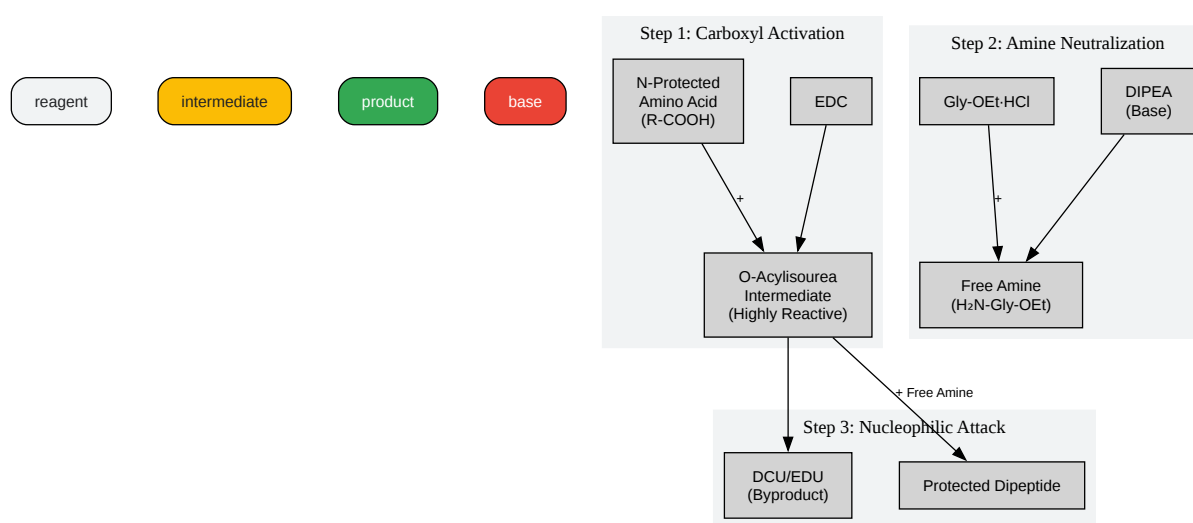 reagent
intermediate
product
base
Step 1: Carboxyl Activation
N-Protected
Amino Acid
(R-COOH)
EDC
+
O-Acylisourea
Intermediate
(Highly Reactive)
Step 2: Amine Neutralization
Gly-OEt·HCl
DIPEA
(Base)
+
Free Amine
(H₂N-Gly-OEt)
+ Free Amine
Step 3: Nucleophilic Attack
DCU/EDU
(Byproduct)
Protected Dipeptide